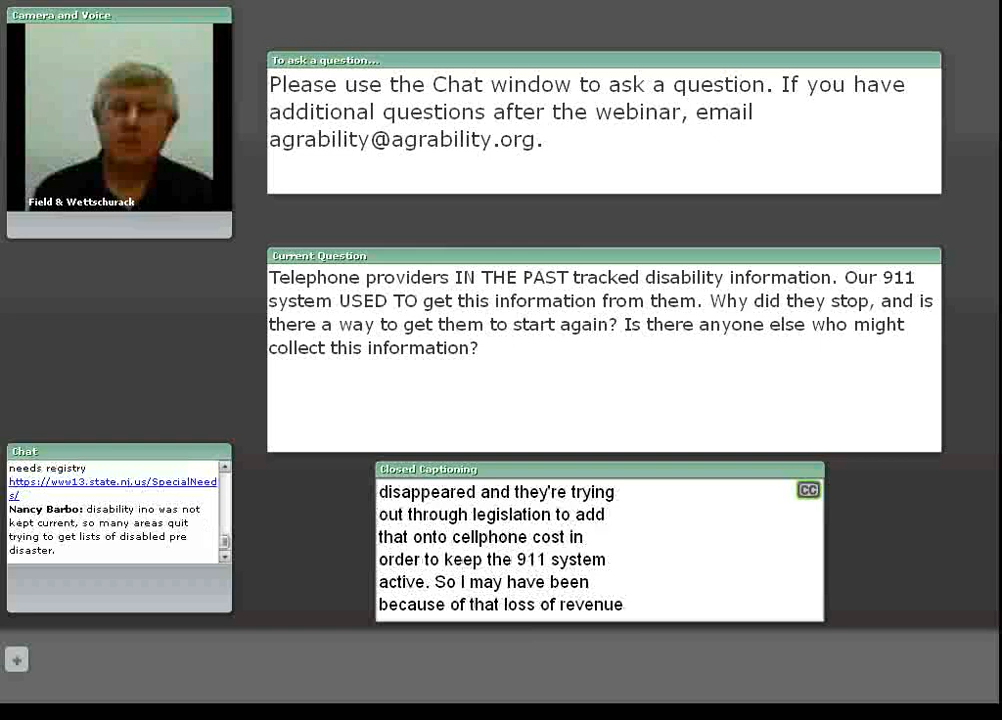 Camera and Voice
Field & Wettschurack
To ask a question...
Please use the Chat window to ask a question. If you have
additional questions after the webinar, email
agrability@agrability.org.
Current Question
Telephone providers IN THE PAST tracked disability information. Our 911
system USED TO get this information from them. Why did they stop, and is
there a way to get them to start again? Is there anyone else who might
collect this information?
Chat
needs registry
https://www13.state.nj.us/SpecialNeed
s/
Nancy Barbo: disability ino was not
kept current, so many areas quit
trying to get lists of disabled pre
disaster.
Closed Captioning
CC
disappeared and they're trying
out through legislation to add
that onto cellphone cost in
order to keep the 911 system
active. So I may have been
because of that loss of revenue